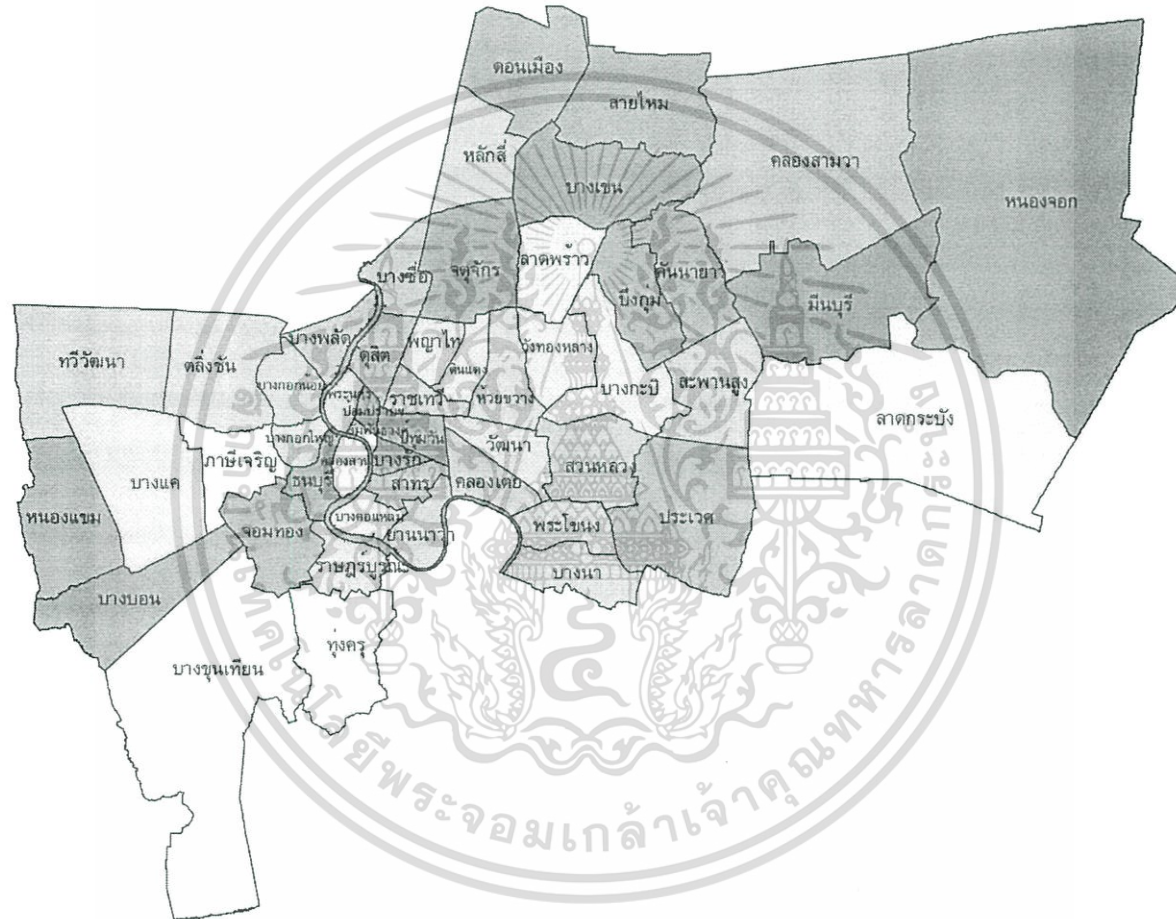 ดอนเมือง
สายไหม
หลักสี่
คลองสามวา
บางเขน
หนองจอก
บางซื่อ
จตุจักร
ลาดพร้าว
คันนายาว
บึงกุ่ม
มีนบุรี
ทวีวัฒนา
ตลิ่งชัน
บางพลัด
ดุสิต
พญาไท
วังทองหลาง
ดินแดง
ห้วยขวาง
บางกะปิ
สะพานสูง
บางกอกน้อย
ราชเทวี
ลาดกระบัง
บางกอกใหญ่
ปทุมวัน
วัฒนา
ภาษีเจริญ
บางแค
คลองสาน
บางรัก
สวนหลวง
หนองแขม
ธนบุรี
สาทร
คลองเตย
ประเวศ
จอมทอง
บางคอแหลม
ยานนาวา
พระโขนง
ราษฎร์บูรณะ
บางนา
บางบอน
ทุ่งครุ
บางขุนเทียน
เทคโนโลยีพระจอมเกล้าเจ้าคุณทหารลาดกระบัง